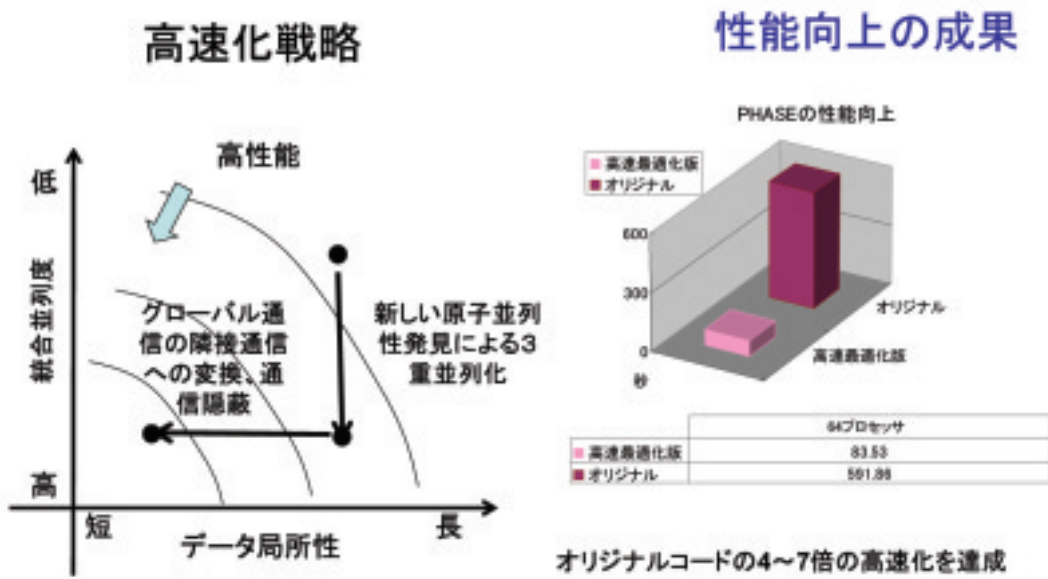 高速化戦略
高性能
低
統合並列度
高
グローバル通
信の隣接通信
への変換、通
信隠蔽
新しい原子並列
性発見による3
重並列化
短
長
データ局所性
性能向上の成果
PHASEの性能向上
高速最適化版
オリジナル
600
300
0
秒
オリジナル
高速最適化版
64プロセッサ
高速最適化版 83.53
オリジナル 591.86
オリジナルコードの4～7倍の高速化を達成